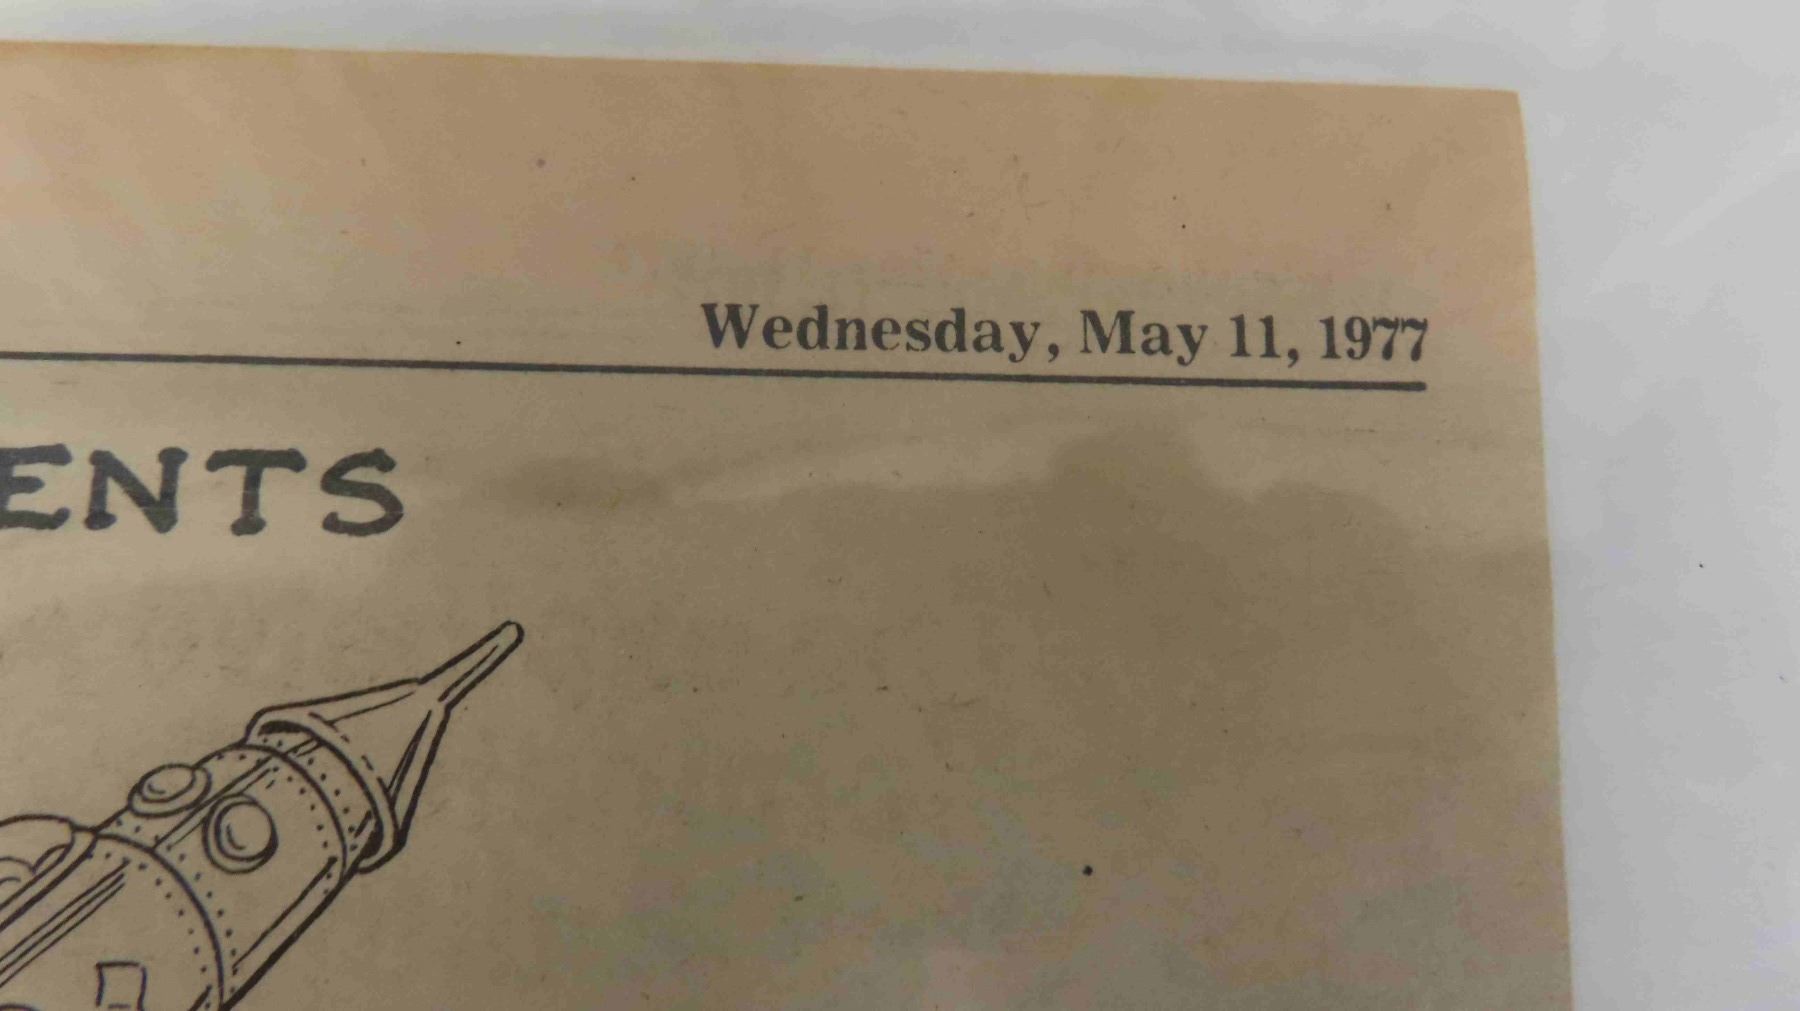 Wednesday, May 11, 1977
ENTS